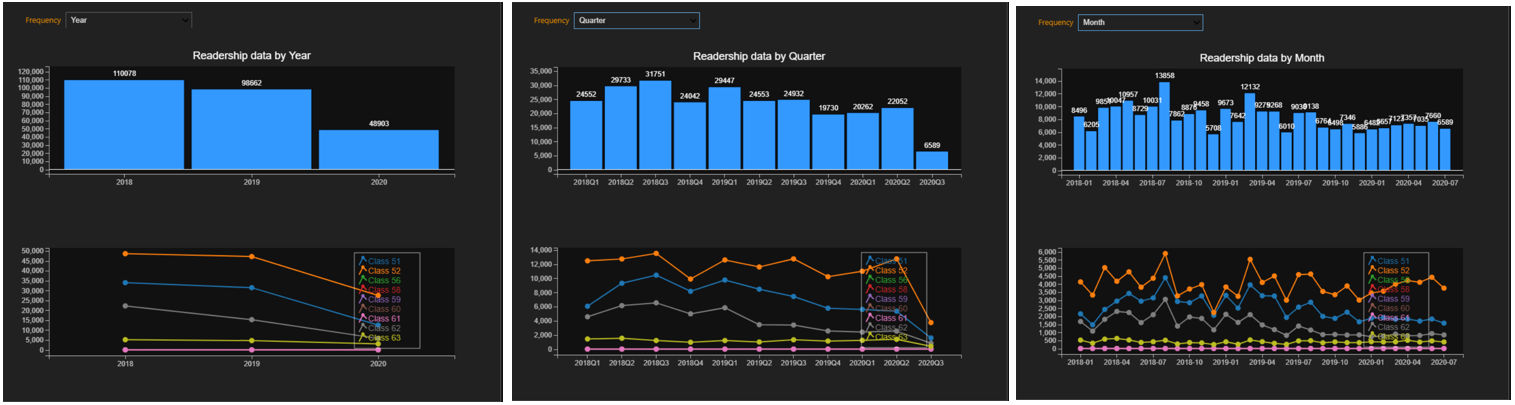 Frequency Year
Readership data by Year
120,000
110,000
100,000
90,000
80,000
70,000
60,000
50,000
40,000
30,000
20,000
10,000
0
110078 98662 48903
2018 2019 2020
50,000
45,000
40,000
35,000
30,000
25,000
20,000
15,000
10,000
5,000
0
Class 51
Class 52
Class 56
Class 58
Class 59
Class 60
Class 61
Class 62
Class 63
2018 2019 2020
Frequency Quarter
Readership data by Quarter
35,000
30,000
25,000
20,000
15,000
10,000
5,000
0
24552 29733 31751 24042 29447 24553 24932 19730 20262 22052 6589
2018Q1 2018Q2 2018Q3 2018Q4 2019Q1 2019Q2 2019Q3 2019Q4 2020Q1 2020Q2 2020Q3
14,000
12,000
10,000
8,000
6,000
4,000
2,000
0
Class 51
Class 52
Class 56
Class 58
Class 59
Class 60
Class 61
Class 62
Class 63
2018Q1 2018Q2 2018Q3 2018Q4 2019Q1 2019Q2 2019Q3 2019Q4 2020Q1 2020Q2 2020Q3
Frequency Month
Readership data by Month
14,000
12,000
10,000
8,000
6,000
4,000
2,000
0
8496 6205 10957 8729 10031 13858 7862 8876 9458 5708 9673 7642 12132 9268 6010 9138 7346 7660 6589
2018-01 2018-04 2018-07 2018-10 2019-01 2019-04 2019-07 2019-10 2020-01 2020-04 2020-07
6,000
5,500
5,000
4,500
4,000
3,500
3,000
2,500
2,000
1,500
1,000
500
0
Class 51
Class 52
Class 56
Class 58
Class 59
Class 60
Class 61
Class 62
2018-01 2018-04 2018-07 2018-10 2019-01 2019-04 2019-07 2019-10 2020-01 2020-04 2020-07